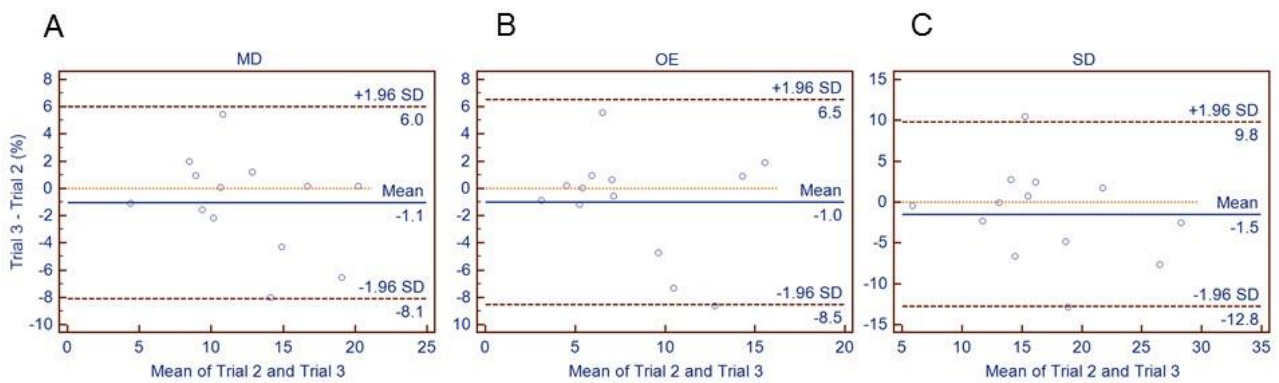 A
MD
8
6
4
2
0
-2
-4
-6
-8
-10
Trial 3 - Trial 2 (%)
+1.96 SD
6.0
Mean
-1.1
-1.96 SD
-8.1
0 5 10 15 20 25
Mean of Trial 2 and Trial 3
B
OE
8
6
4
2
0
-2
-4
-6
-8
10
+1.96 SD
6.5
Mean
-1.0
-1.96 SD
-8.5
0 5 10 15 20
Mean of Trial 2 and Trial 3
C
SD
15
10
5
0
-5
-10
-15
+1.96 SD
9.8
Mean
-1.5
-1.96 SD
-12.8
5 10 15 20 25 30 35
Mean of Trial 2 and Trial 3